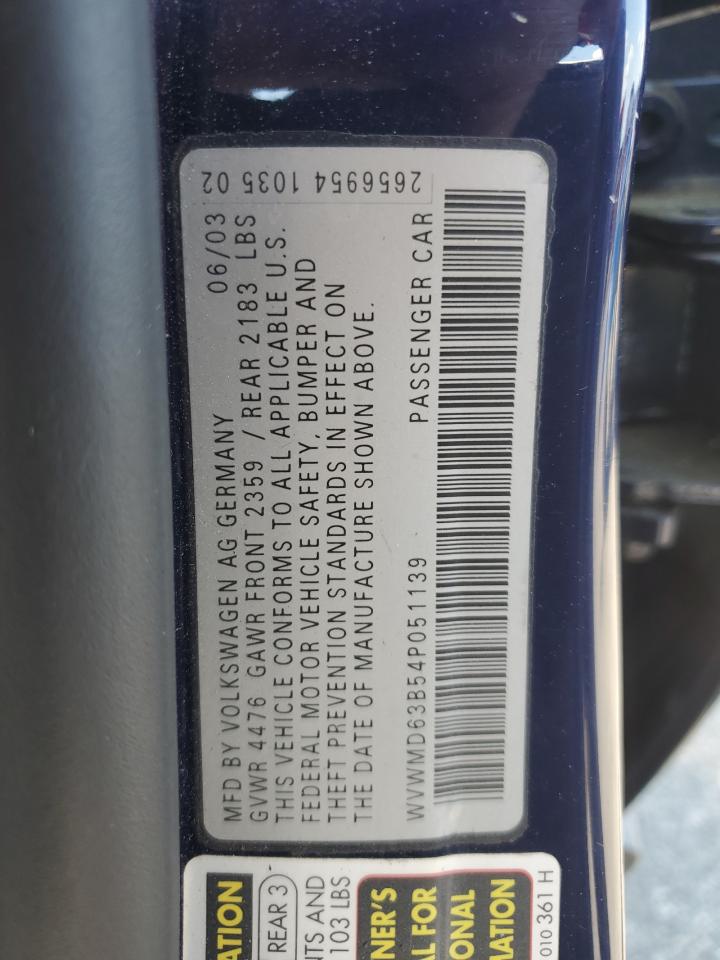 MFD BY VOLKSWAGEN AG GERMANY 06/03
GVWR 4476 GAWR FRONT 2359 / REAR 2183 LBS
THIS VEHICLE CONFORMS TO ALL APPLICABLE U.S.
FEDERAL MOTOR VEHICLE SAFETY, BUMPER AND
THEFT PREVENTION STANDARDS IN EFFECT ON
THE DATE OF MANUFACTURE SHOWN ABOVE.
WVWMD63B54P051139 PASSENGER CAR
2656954 1035 02
ATION
REAR 3
NTS AND
103 LBS
NER'S
L FOR
ONAL
MATION
010 361 H